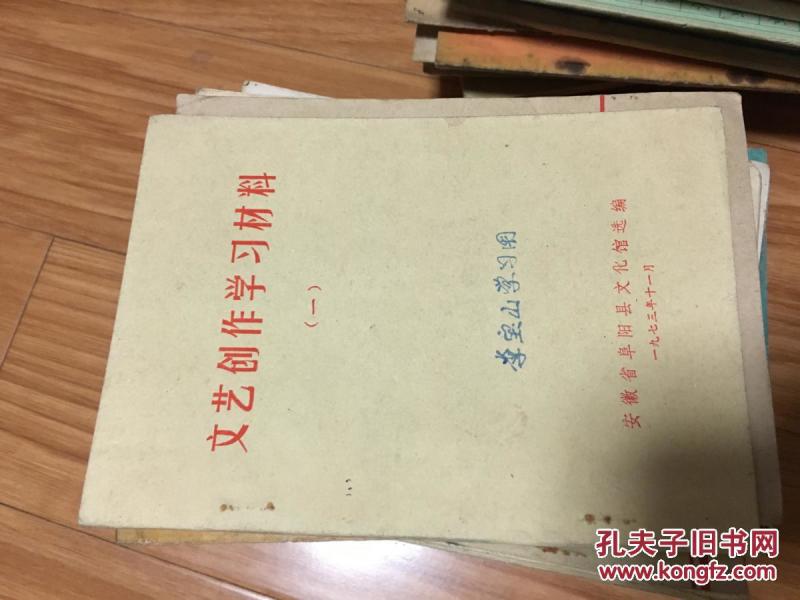 文艺创作学习材料
（一）
李宝山学习用
安徽省阜阳县文化馆选编
一九七三年十一月
孔夫子旧书网
www.kongfz.com